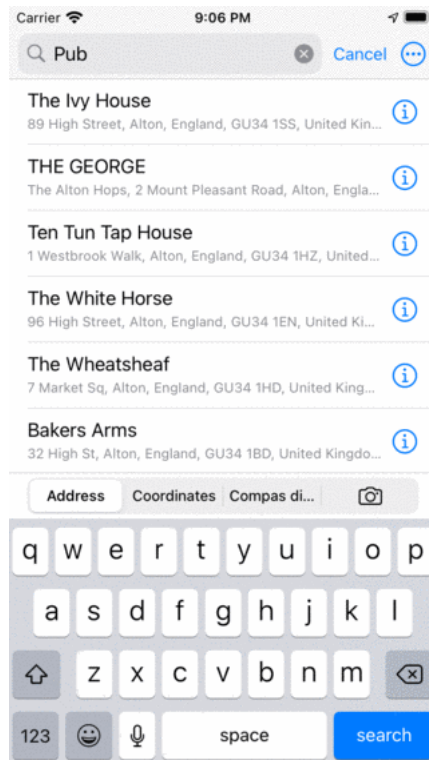 Carrier 9:06 PM
Pub Cancel
The Ivy House
89 High Street, Alton, England, GU34 1SS, United Kin...
THE GEORGE
The Alton Hops, 2 Mount Pleasant Road, Alton, Engla...
Ten Tun Tap House
1 Westbrook Walk, Alton, England, GU34 1HZ, United...
The White Horse
96 High Street, Alton, England, GU34 1EN, United Ki...
The Wheatsheaf
7 Market Sq, Alton, England, GU34 1HD, United King...
Bakers Arms
32 High St, Alton, England, GU34 1BD, United Kingdo...
Address Coordinates Compas di...
q w e r t y u i o p
a s d f g h j k l
z x c v b n m
123 space search